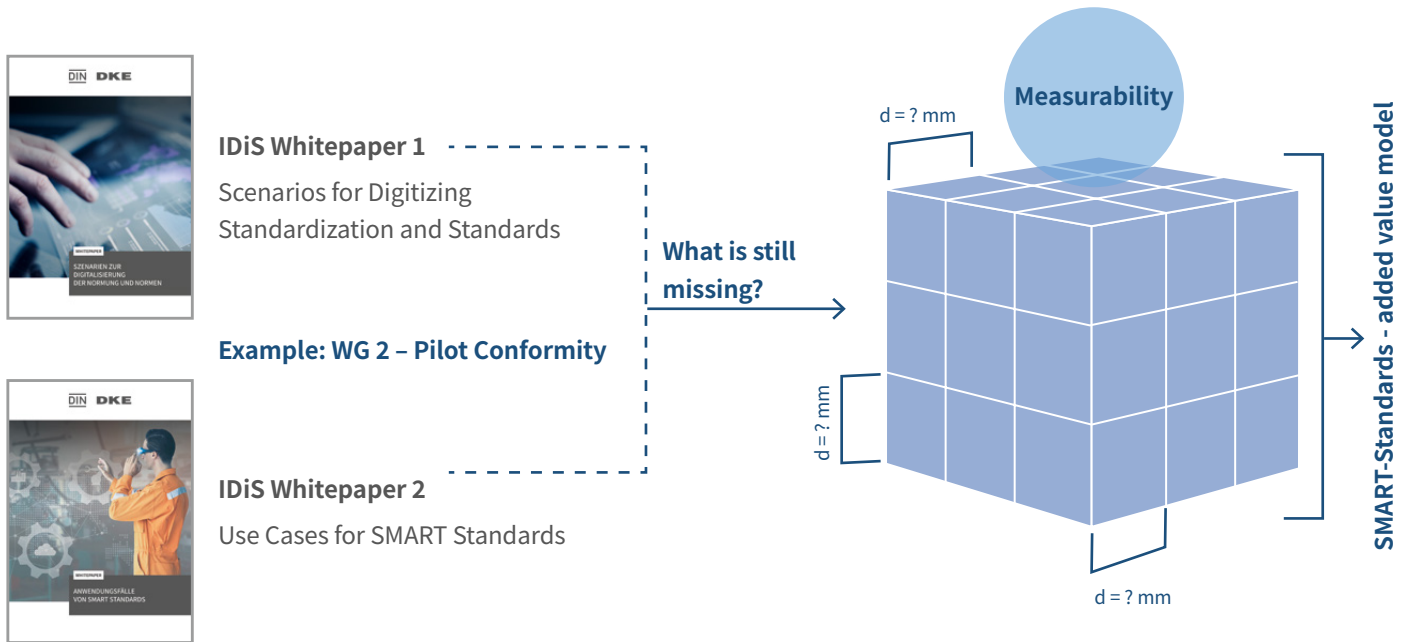 DIN DKE
WHITEPAPER
SZENARIEN ZUR
DIGITALISIERUNG
DER NORMUNG UND NORMEN
IDiS Whitepaper 1
Scenarios for Digitizing
Standardization and Standards
Example: WG 2 – Pilot Conformity
DIN DKE
WHITEPAPER
ANWENDUNGSFÄLLE
VON SMART STANDARDS
IDiS Whitepaper 2
Use Cases for SMART Standards
What is still
missing?
Measurability
d = ? mm
d = ? mm
d = ? mm
SMART-Standards - added value model